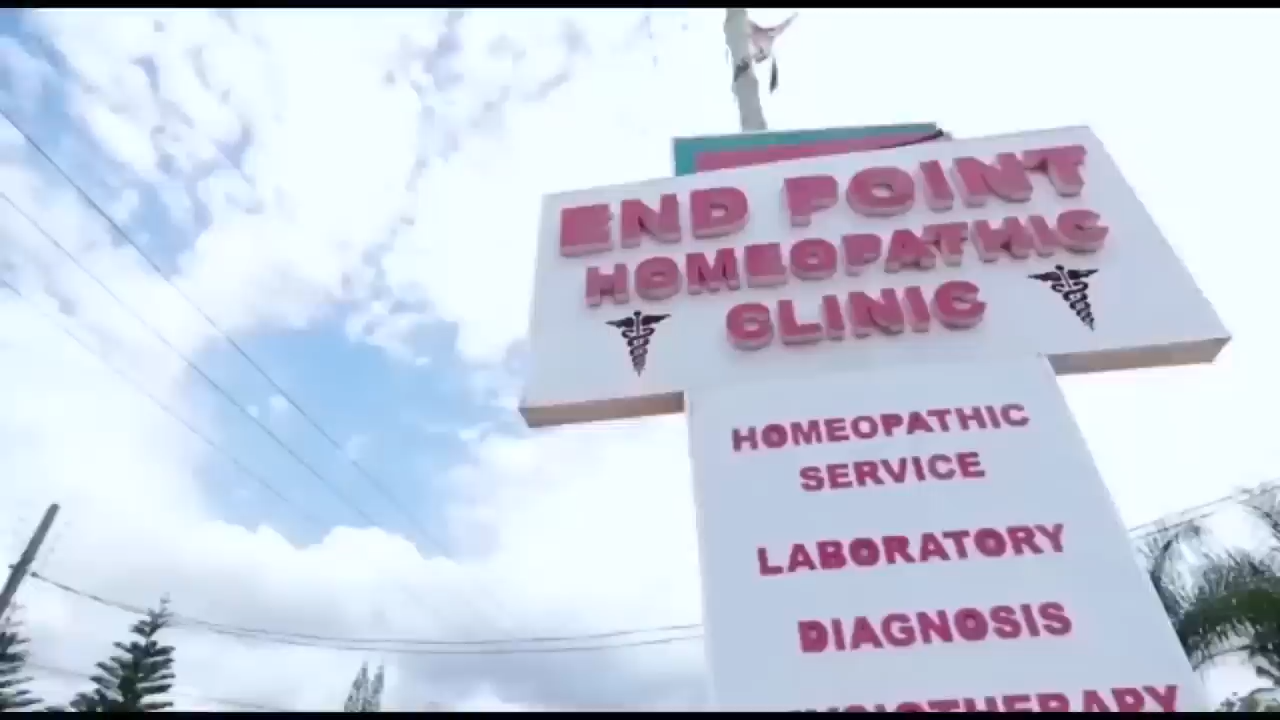 END POINT
HOMEOPATHIC
CLINIC
HOMEOPATHIC
SERVICE
LABORATORY
DIAGNOSIS